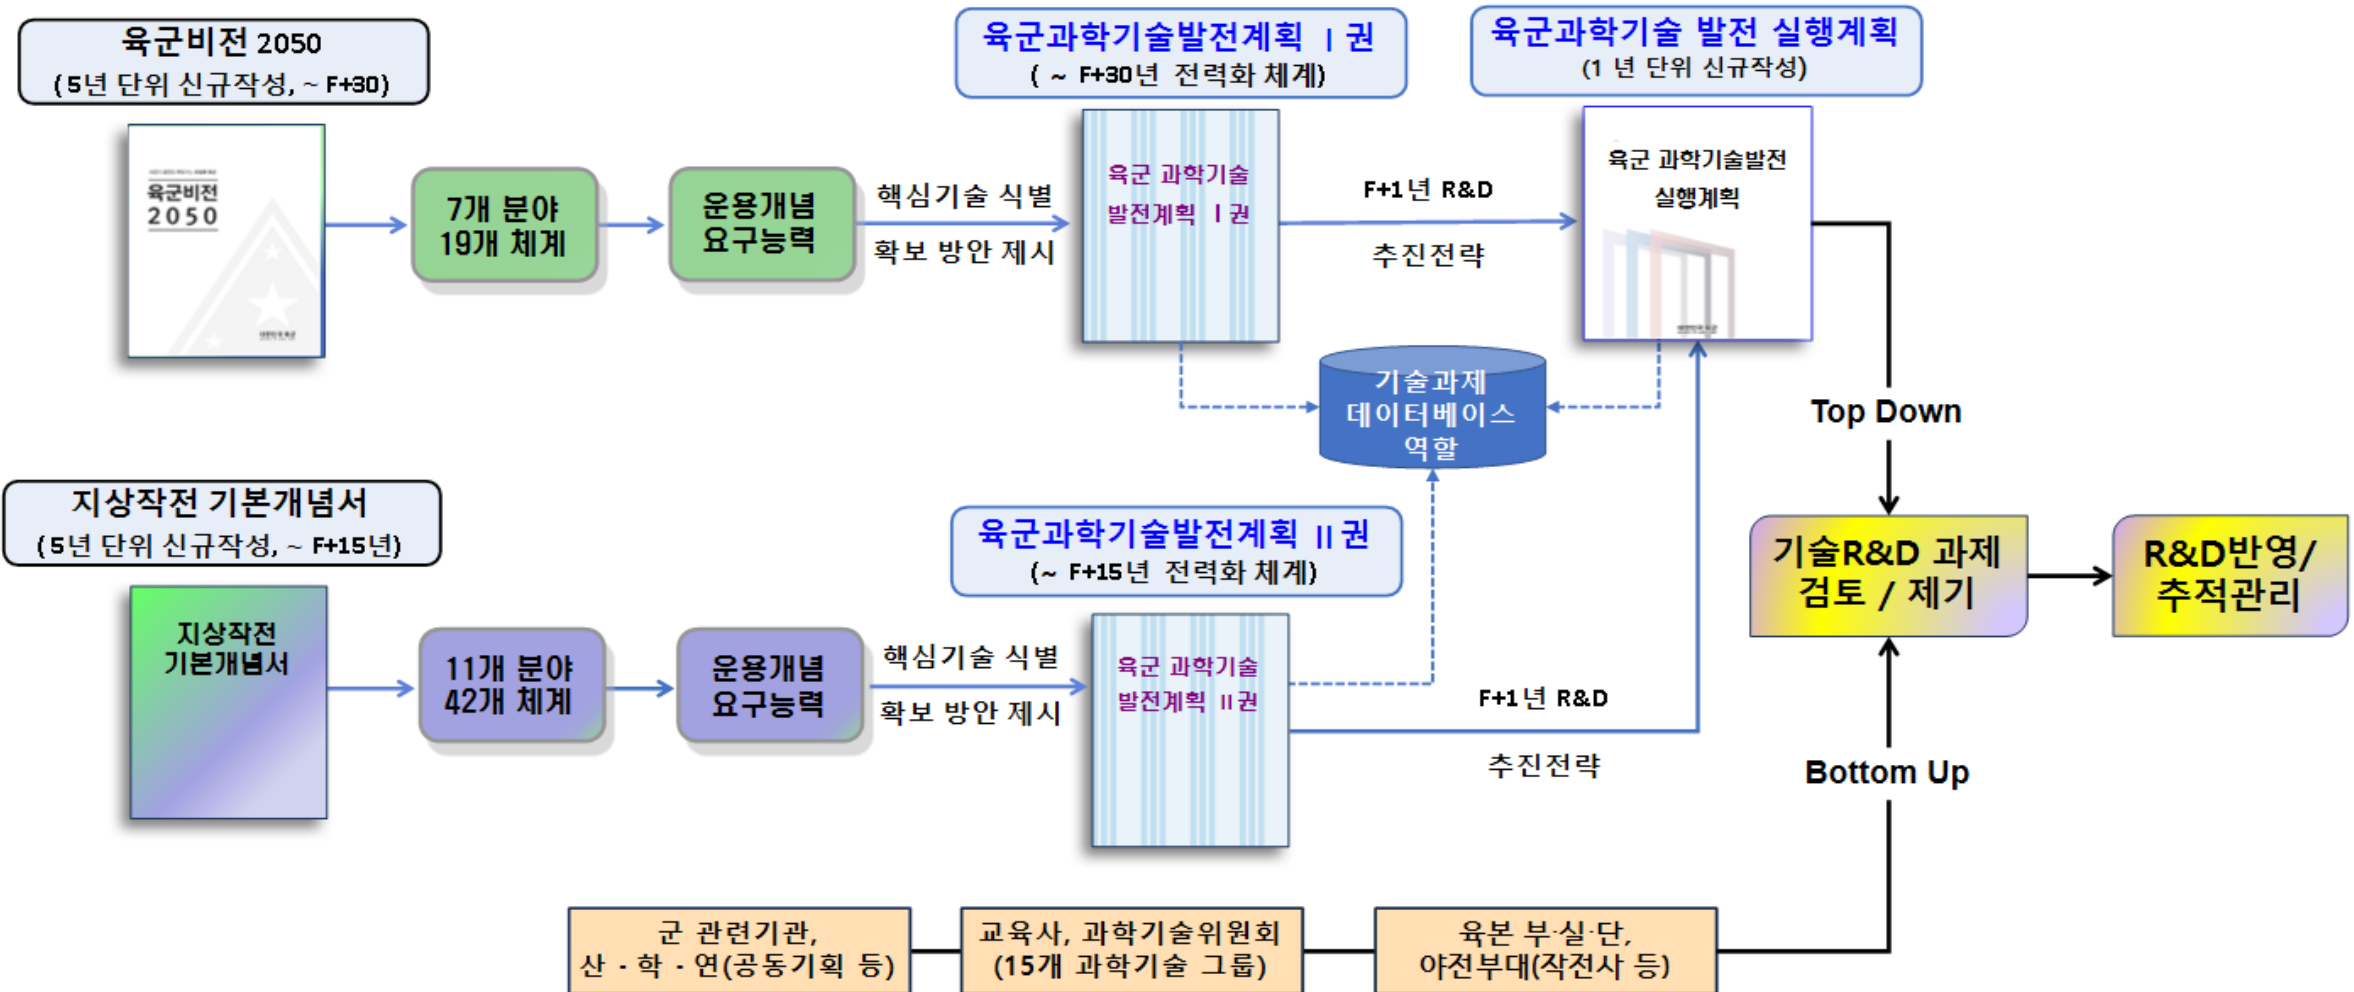 육군비전 2050
(5년 단위 신규작성, ~ F+30)
육군비전
2050
7개 분야
19개 체계
운용개념
요구능력
핵심기술 식별
확보 방안 제시
육군과학기술발전계획 Ⅰ권
( ~ F+30년 전력화 체계)
육군 과학기술
발전계획 Ⅰ권
F+1년 R&D
추진전략
육군과학기술 발전 실행계획
(1 년 단위 신규작성)
육군 과학기술발전
실행계획
기술과제
데이터베이스
역할
Top Down
지상작전 기본개념서
(5년 단위 신규작성, ~ F+15년)
지상작전
기본개념서
11개 분야
42개 체계
운용개념
요구능력
핵심기술 식별
확보 방안 제시
육군과학기술발전계획 Ⅱ권
(~ F+15년 전력화 체계)
육군 과학기술
발전계획 Ⅱ권
F+1년 R&D
추진전략
기술R&D 과제
검토 / 제기
R&D반영/
추적관리
Bottom Up
군 관련기관,
산 · 학 · 연(공동기획 등)
교육사, 과학기술위원회
(15개 과학기술 그룹)
육본 부·실·단,
야전부대(작전사 등)